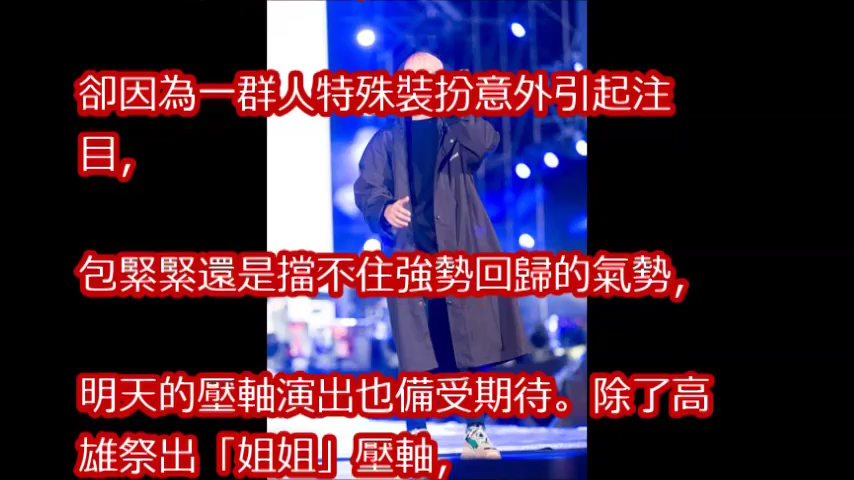 卻因為一群人特殊裝扮意外引起注
目，
包緊緊還是擋不住強勢回歸的氣勢，
明天的壓軸演出也備受期待。除了高
雄祭出「姐姐」壓軸，